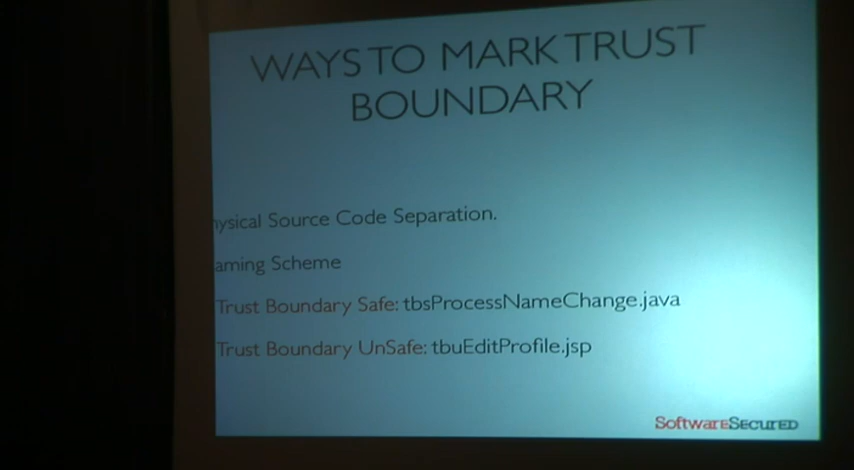 WAYS TO MARK TRUST
BOUNDARY
ysical Source Code Separation.
aming Scheme
Trust Boundary Safe: tbsProcessNameChange.java
Trust Boundary UnSafe: tbuEditProfile.jsp
SoftwareSecured